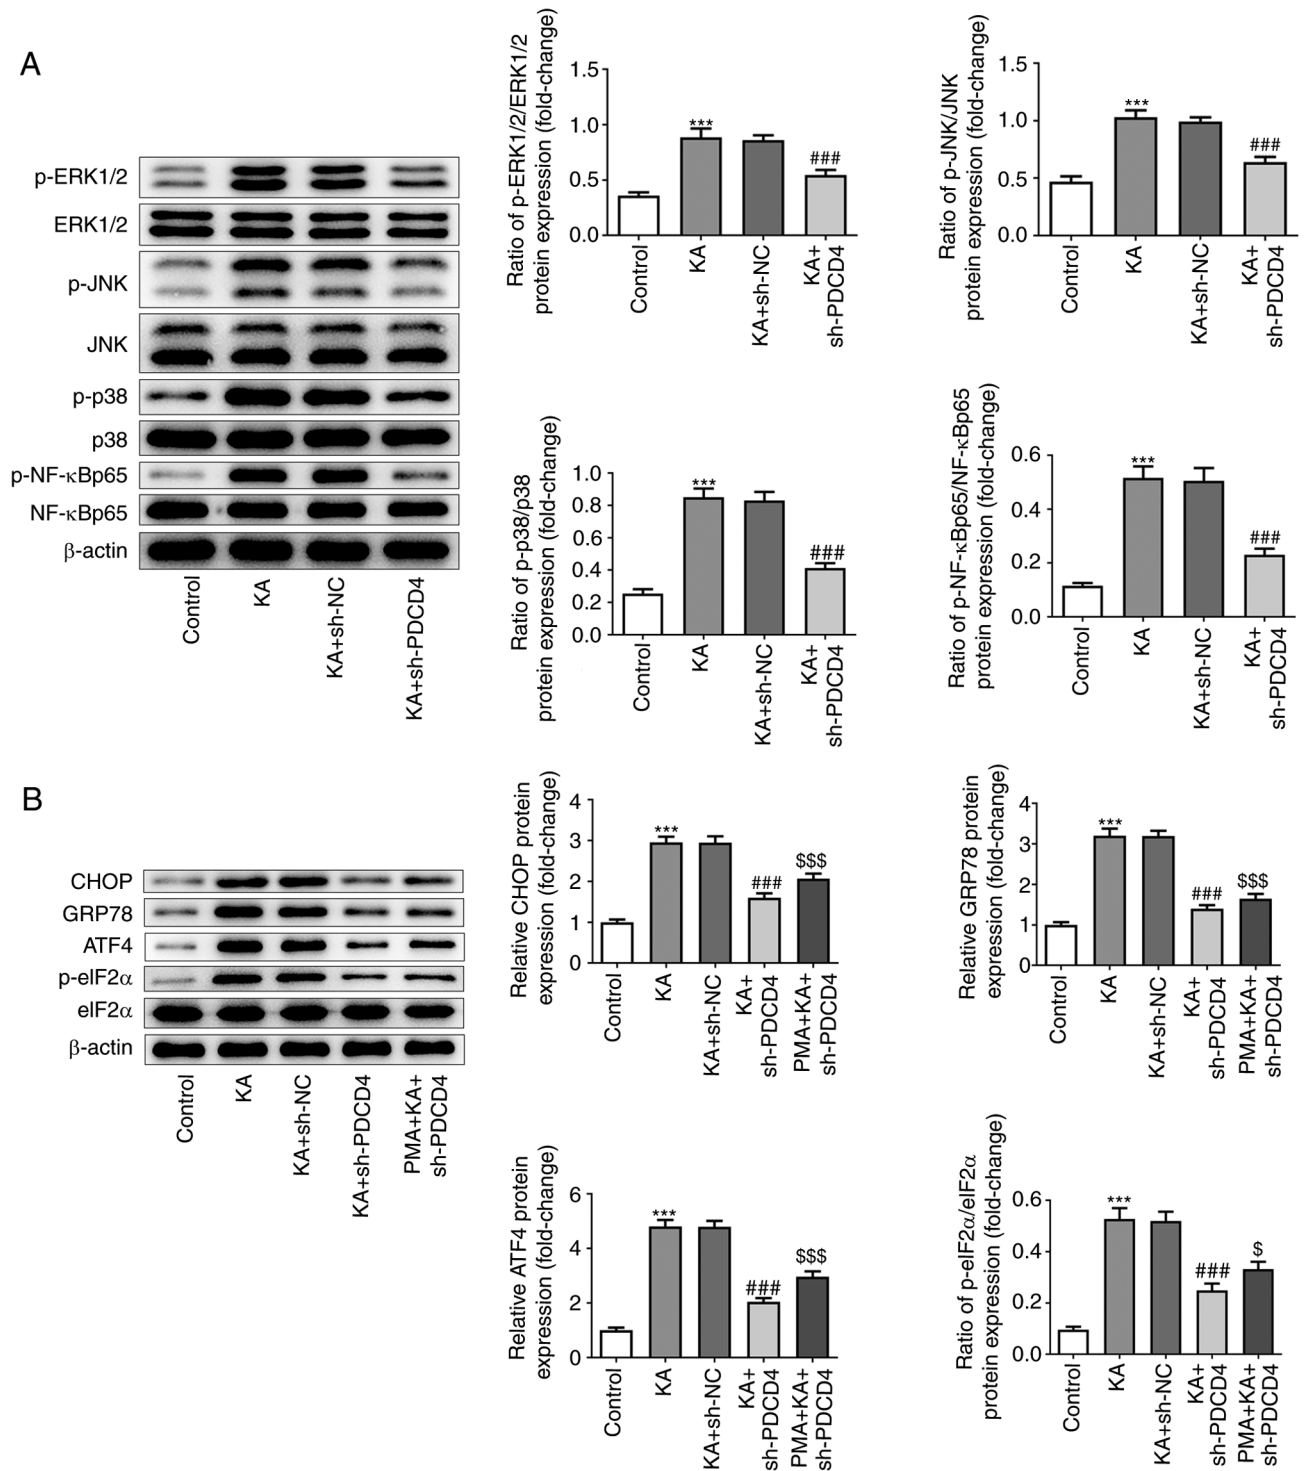 A
p-ERK1/2
ERK1/2
p-JNK
JNK
p-p38
p38
p-NF-κBp65
NF-κBp65
β-actin
Control
KA
KA+sh-NC
KA+sh-PDCD4
Ratio of p-ERK1/2/ERK1/2
protein expression (fold-change)
1.5
1.0
0.5
0.0
***
###
Control
KA
KA+sh-NC
KA+
sh-PDCD4
Ratio of p-JNK/JNK
protein expression (fold-change)
1.5
1.0
0.5
0.0
***
###
Control
KA
KA+sh-NC
KA+
sh-PDCD4
Ratio of p-p38/p38
protein expression (fold-change)
1.0
0.8
0.6
0.4
0.2
0.0
***
###
Control
KA
KA+sh-NC
KA+
sh-PDCD4
Ratio of p-NF-κBp65/NF-κBp65
protein expression (fold-change)
0.6
0.4
0.2
0.0
***
###
Control
KA
KA+sh-NC
KA+
sh-PDCD4
B
CHOP
GRP78
ATF4
p-eIF2α
eIF2α
β-actin
Control
KA
KA+sh-NC
KA+sh-PDCD4
PMA+KA+
sh-PDCD4
Relative CHOP protein
expression (fold-change)
4
3
2
1
0
***
###
$$$
Control
KA
KA+sh-NC
KA+
sh-PDCD4
PMA+KA+
sh-PDCD4
Relative GRP78 protein
expression (fold-change)
4
3
2
1
0
***
###
$$$
Control
KA
KA+sh-NC
KA+
sh-PDCD4
PMA+KA+
sh-PDCD4
Relative ATF4 protein
expression (fold-change)
6
4
2
0
***
###
$$$
Control
KA
KA+sh-NC
KA+
sh-PDCD4
PMA+KA+
sh-PDCD4
Ratio of p-eIF2α/eIF2α
protein expression (fold-change)
0.6
0.4
0.2
0.0
***
###
$
Control
KA
KA+sh-NC
KA+
sh-PDCD4
PMA+KA+
sh-PDCD4